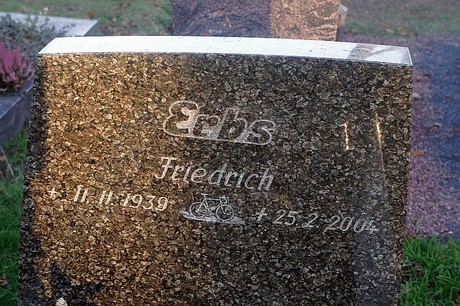 Erbs
Friedrich
+ 11.11.1939 + 25.2.2004